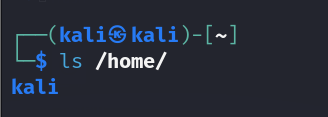 ┌──(kali㉿kali)-[~]
└─$ ls /home/
kali